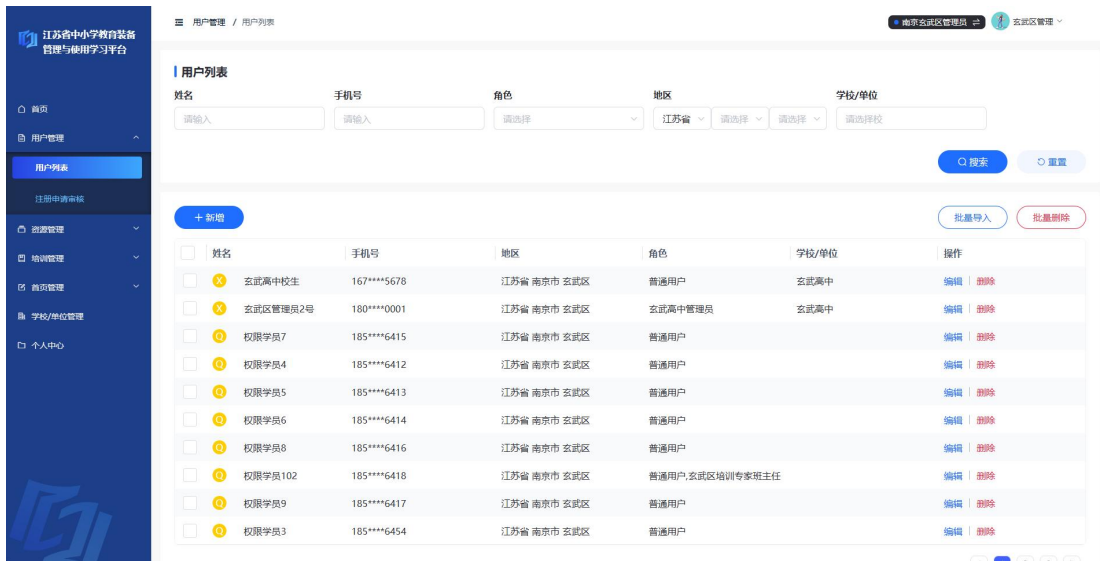 江苏省中小学教育装备
管理与使用学习平台
首页
用户管理
用户列表
注册申请审核
资源管理
培训管理
首页管理
学校/单位管理
个人中心
用户管理 / 用户列表
南京玄武区管理员
玄武区管理
用户列表
姓名 手机号 角色 地区 学校/单位
请输入 请输入 请选择 江苏省 请选择 请选择 请选择校
搜索 重置
+ 新增 批量导入 批量删除
姓名 手机号 地区 角色 学校/单位 操作
X 玄武高中校生 167****5678 江苏省 南京市 玄武区 普通用户 玄武高中 编辑 删除
X 玄武区管理员2号 180****0001 江苏省 南京市 玄武区 玄武高中管理员 玄武高中 编辑 删除
Q 权限学员7 185****6415 江苏省 南京市 玄武区 普通用户 编辑 删除
Q 权限学员4 185****6412 江苏省 南京市 玄武区 普通用户 编辑 删除
Q 权限学员5 185****6413 江苏省 南京市 玄武区 普通用户 编辑 删除
Q 权限学员6 185****6414 江苏省 南京市 玄武区 普通用户 编辑 删除
Q 权限学员8 185****6416 江苏省 南京市 玄武区 普通用户 编辑 删除
Q 权限学员102 185****6418 江苏省 南京市 玄武区 普通用户,玄武区培训专家班主任 编辑 删除
Q 权限学员9 185****6417 江苏省 南京市 玄武区 普通用户 编辑 删除
Q 权限学员3 185****6454 江苏省 南京市 玄武区 普通用户 编辑 删除